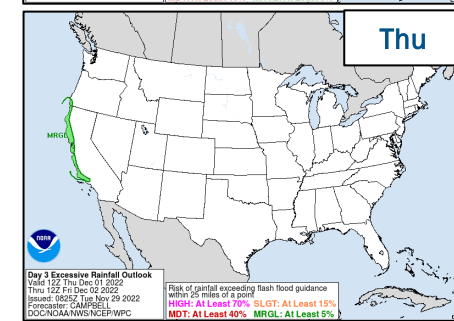 Thu
MRGL
NOAA
Day 3 Excessive Rainfall Outlook
Valid 12Z Thu Dec 01 2022
Thru 12Z Fri Dec 02 2022
Issued: 0825Z Tue Nov 29 2022
Forecaster: CAMPBELL
DOC/NOAA/NWS/NCEP/WPC
Risk of rainfall exceeding flash flood guidance
within 25 miles of a point
HIGH: At Least 70% SLGT: At Least 15%
MDT: At Least 40% MRGL: At Least 5%